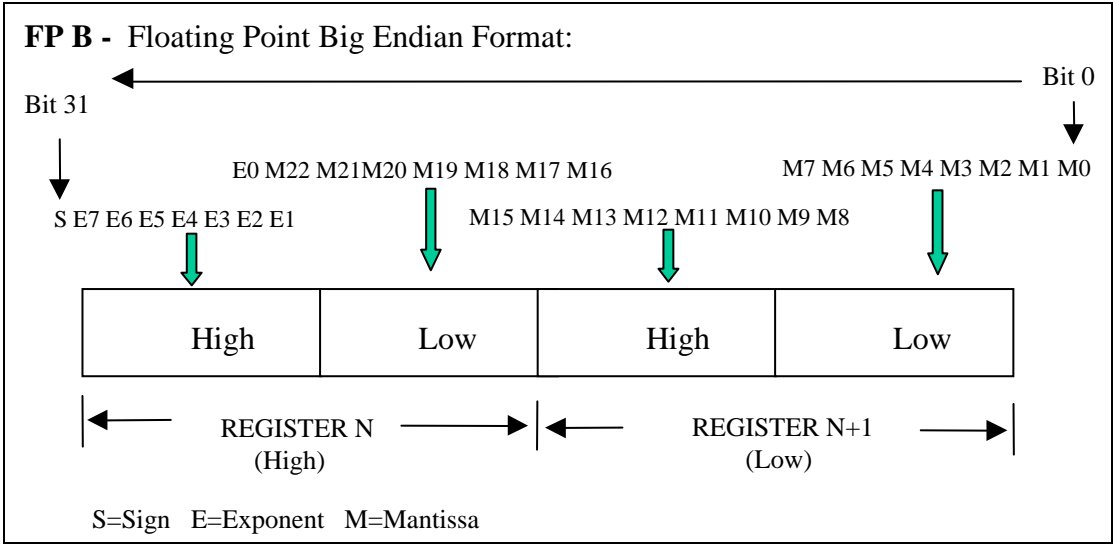 FP B - Floating Point Big Endian Format:
Bit 0
Bit 31
E0 M22 M21M20 M19 M18 M17 M16
M7 M6 M5 M4 M3 M2 M1 M0
S E7 E6 E5 E4 E3 E2 E1
M15 M14 M13 M12 M11 M10 M9 M8
High Low High Low
REGISTER N REGISTER N+1
(High) (Low)
S=Sign E=Exponent M=Mantissa